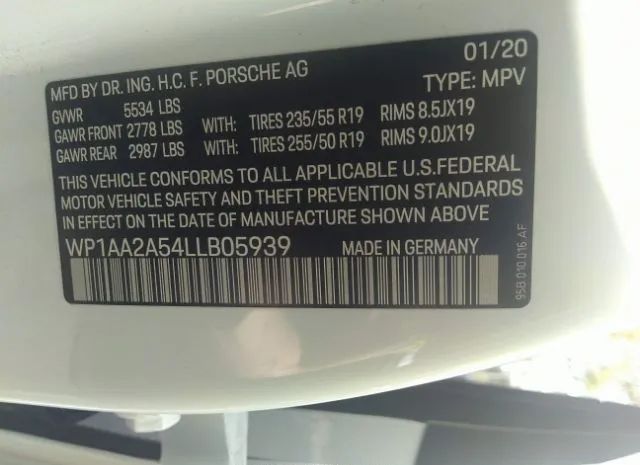 MFD BY DR. ING. H.C. F. PORSCHE AG 01/20
GVWR 5534 LBS TYPE: MPV
GAWR FRONT 2778 LBS WITH: TIRES 235/55 R19 RIMS 8.5JX19
GAWR REAR 2987 LBS WITH: TIRES 255/50 R19 RIMS 9.0JX19
THIS VEHICLE CONFORMS TO ALL APPLICABLE U.S.FEDERAL
MOTOR VEHICLE SAFETY AND THEFT PREVENTION STANDARDS
IN EFFECT ON THE DATE OF MANUFACTURE SHOWN ABOVE
WP1AA2A54LLB05939 MADE IN GERMANY
95B 010 016 AF